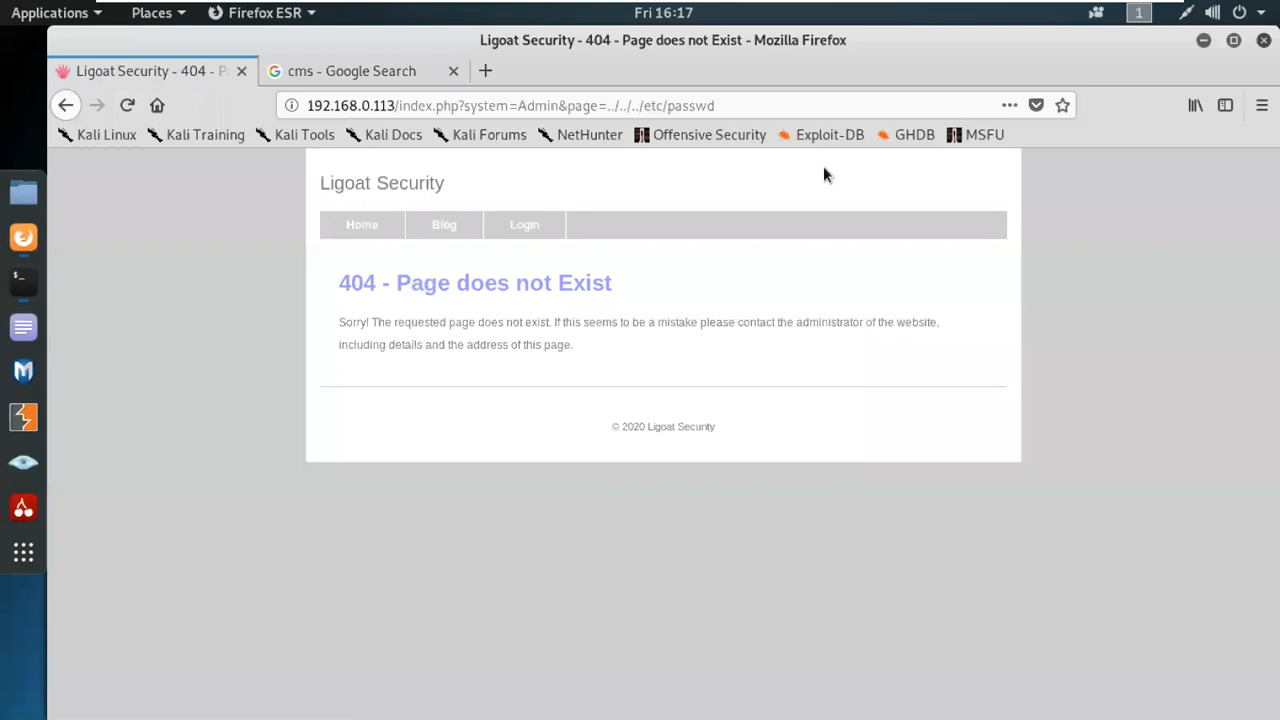 Applications Places Firefox ESR Fri 16:17 1
Ligoat Security - 404 - Page does not Exist - Mozilla Firefox
Ligoat Security - 404 - P cms - Google Search
192.168.0.113/index.php?system=Admin&page=../../../etc/passwd
Kali Linux Kali Training Kali Tools Kali Docs Kali Forums NetHunter Offensive Security Exploit-DB GHDB MSFU
Ligoat Security
Home Blog Login
404 - Page does not Exist
Sorry! The requested page does not exist. If this seems to be a mistake please contact the administrator of the website,
including details and the address of this page.
© 2020 Ligoat Security